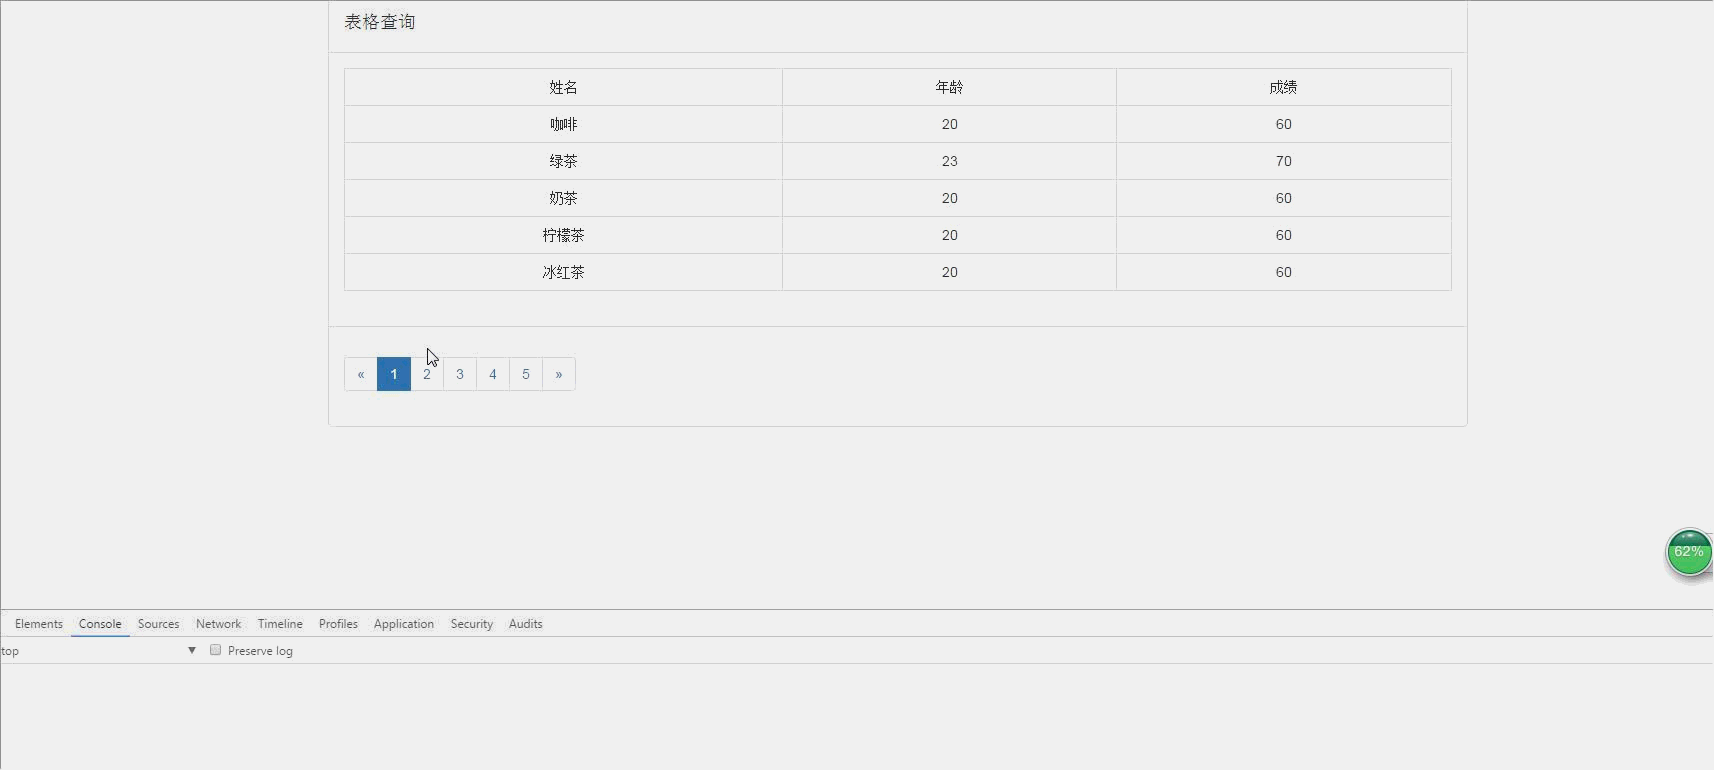 表格查询
姓名 年龄 成绩
咖啡 20 60
绿茶 23 70
奶茶 20 60
柠檬茶 20 60
冰红茶 20 60
« 1 2 3 4 5 »
62%
Elements Console Sources Network Timeline Profiles Application Security Audits
top ▼ Preserve log